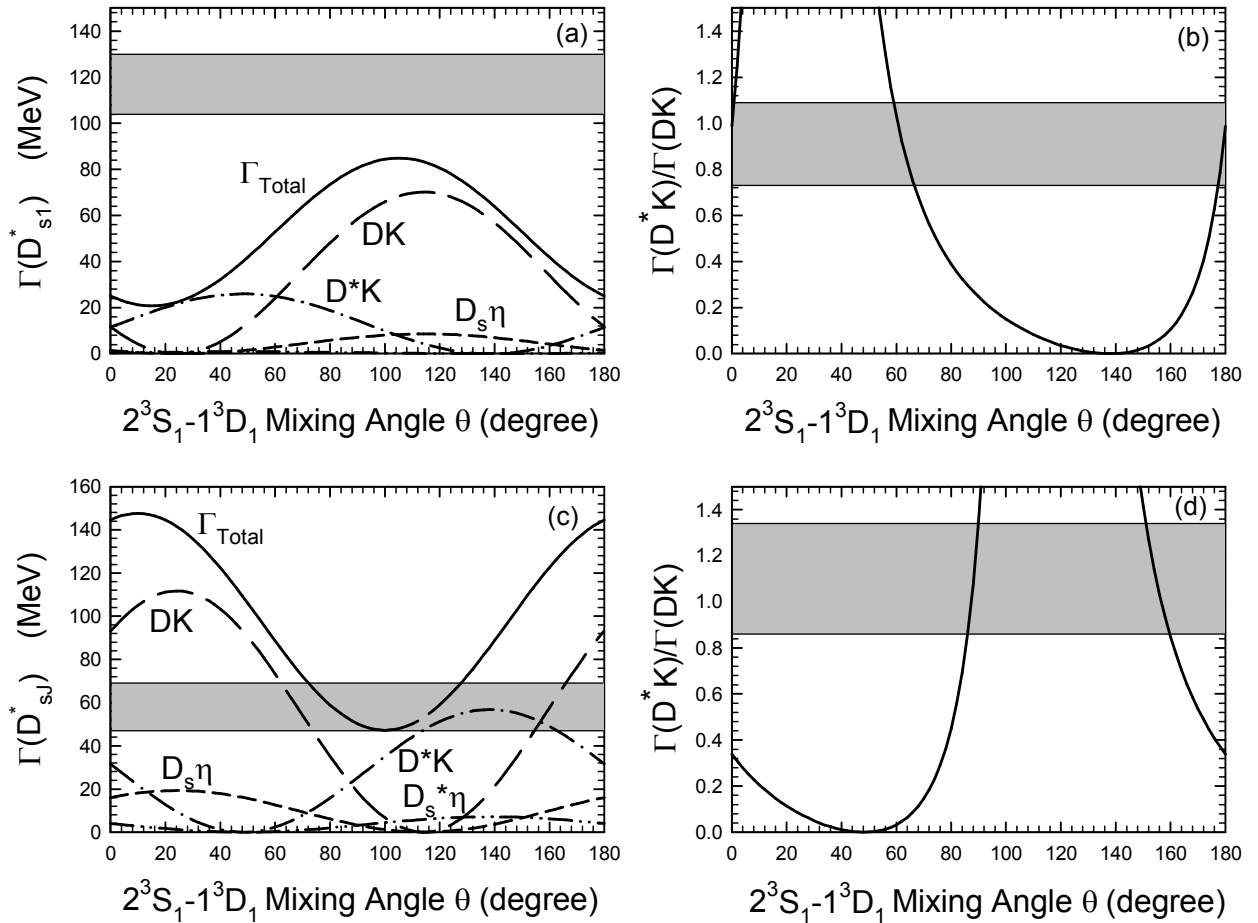 (a)
Γ(D*s1) (MeV)
140
120
100
80
60
40
20
0
ΓTotal
DK
D*K
Dsη
0 20 40 60 80 100 120 140 160 180
2³S₁-1³D₁ Mixing Angle θ (degree)
(b)
Γ(D*K)/Γ(DK)
1.4
1.2
1.0
0.8
0.6
0.4
0.2
0.0
0 20 40 60 80 100 120 140 160 180
2³S₁-1³D₁ Mixing Angle θ (degree)
(c)
Γ(D*sJ) (MeV)
160
140
120
100
80
60
40
20
0
ΓTotal
DK
Dsη
D*K
Ds*η
0 20 40 60 80 100 120 140 160 180
2³S₁-1³D₁ Mixing Angle θ (degree)
(d)
Γ(D*K)/Γ(DK)
1.4
1.2
1.0
0.8
0.6
0.4
0.2
0.0
0 20 40 60 80 100 120 140 160 180
2³S₁-1³D₁ Mixing Angle θ (degree)